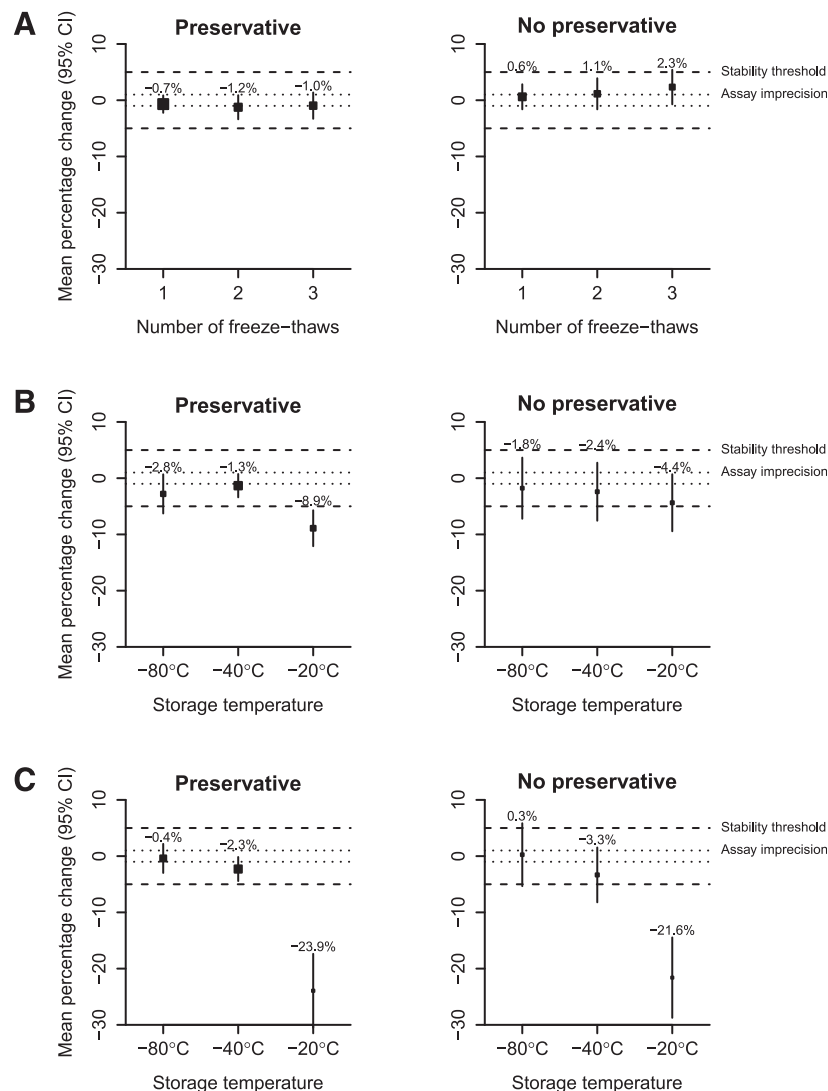 A
Preservative
No preservative
Mean percentage change (95% CI)
10
0
−10
−20
−30
−0.7%
−1.2%
−1.0%
1
2
3
Number of freeze−thaws
10
0
−10
−20
−30
0.6%
1.1%
2.3%
Stability threshold
Assay imprecision
1
2
3
Number of freeze−thaws
B
Preservative
No preservative
Mean percentage change (95% CI)
10
0
−10
−20
−30
−2.8%
−1.3%
−8.9%
−80°C
−40°C
−20°C
Storage temperature
10
0
−10
−20
−30
−1.8%
−2.4%
−4.4%
Stability threshold
Assay imprecision
−80°C
−40°C
−20°C
Storage temperature
C
Preservative
No preservative
Mean percentage change (95% CI)
10
0
−10
−20
−30
−0.4%
−2.3%
−23.9%
−80°C
−40°C
−20°C
Storage temperature
10
0
−10
−20
−30
0.3%
−3.3%
−21.6%
Stability threshold
Assay imprecision
−80°C
−40°C
−20°C
Storage temperature